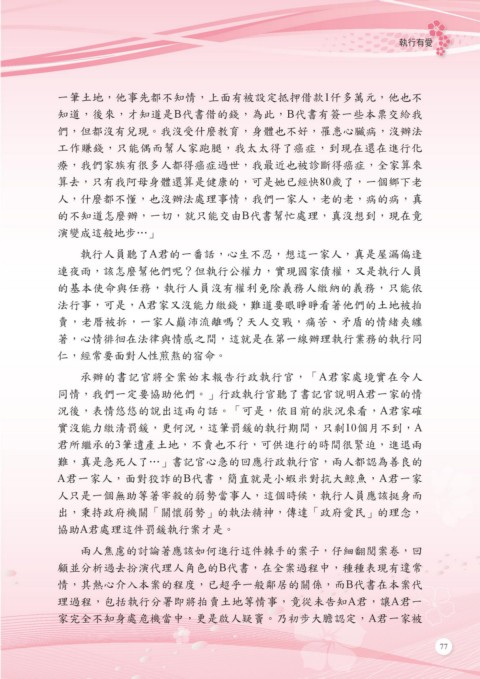 執行有愛
一筆土地，他事先都不知情，上面有被設定抵押借款1仟多萬元，他也不
知道，後來，才知道是B代書借的錢，為此，B代書有簽一些本票交給我
們，但都沒有兌現。我沒受什麼教育，身體也不好，罹患心臟病，沒辦法
工作賺錢，只能偶而幫人家跑腿，我太太得了癌症，到現在還在進行化
療，我們家族有很多人都得癌症過世，我最近也被診斷得癌症，全家算來
算去，只有我阿母身體還算是健康的，可是她已經快80歲了，一個鄉下老
人，什麼都不懂，也沒辦法處理事情，我們一家人，老的老，病的病，真
的不知道怎麼辦，一切，就只能交由B代書幫忙處理，真沒想到，現在竟
演變成這般地步…」
執行人員聽了A君的一番話，心生不忍，想這一家人，真是屋漏偏逢
連夜雨，該怎麼幫他們呢？但執行公權力，實現國家債權，又是執行人員
的基本使命與任務，執行人員沒有權利免除義務人繳納的義務，只能依
法行事，可是，A君家又沒能力繳錢，難道要眼睜睜看著他們的土地被拍
賣，老厝被拆，一家人巔沛流離嗎？天人交戰，痛苦、矛盾的情緒夾纏
著，心情徘徊在法律與情感之間，這就是在第一線辦理執行業務的執行同
仁，經常要面對人性煎熬的宿命。
承辦的書記官將全案始末報告行政執行官，「A君家處境實在令人
同情，我們一定要協助他們。」行政執行官聽了書記官說明A君一家的情
況後，表情悠悠的說出這兩句話。「可是，依目前的狀況來看，A君家確
實沒能力繳清罰鍰，更何況，這筆罰鍰的執行期間，只剩10個月不到，A
君所繼承的3筆遺產土地，不賣也不行，可供進行的時間很緊迫，進退兩
難，真是急死人了…」書記官心急的回應行政執行官，兩人都認為善良的
A君一家人，面對狡詐的B代書，簡直就是小蝦米對抗大鯨魚，A君一家
人只是一個無助等著宰殺的弱勢當事人，這個時候，執行人員應該挺身而
出，秉持政府機關「關懷弱勢」的執法精神，傳達「政府愛民」的理念，
協助A君處理這件罰鍰執行案才是。
兩人焦慮的討論著應該如何進行這件棘手的案子，仔細翻閱案卷，回
顧並分析過去扮演代理人角色的B代書，在全案過程中，種種表現有違常
情，其熱心介入本案的程度，已超乎一般鄰居的關係，而B代書在本案代
理過程，包括執行分署即將拍賣土地等情事，竟從未告知A君，讓A君一
家完全不知身處危機當中，更是啟人疑竇。乃初步大膽認定，A君一家被
77